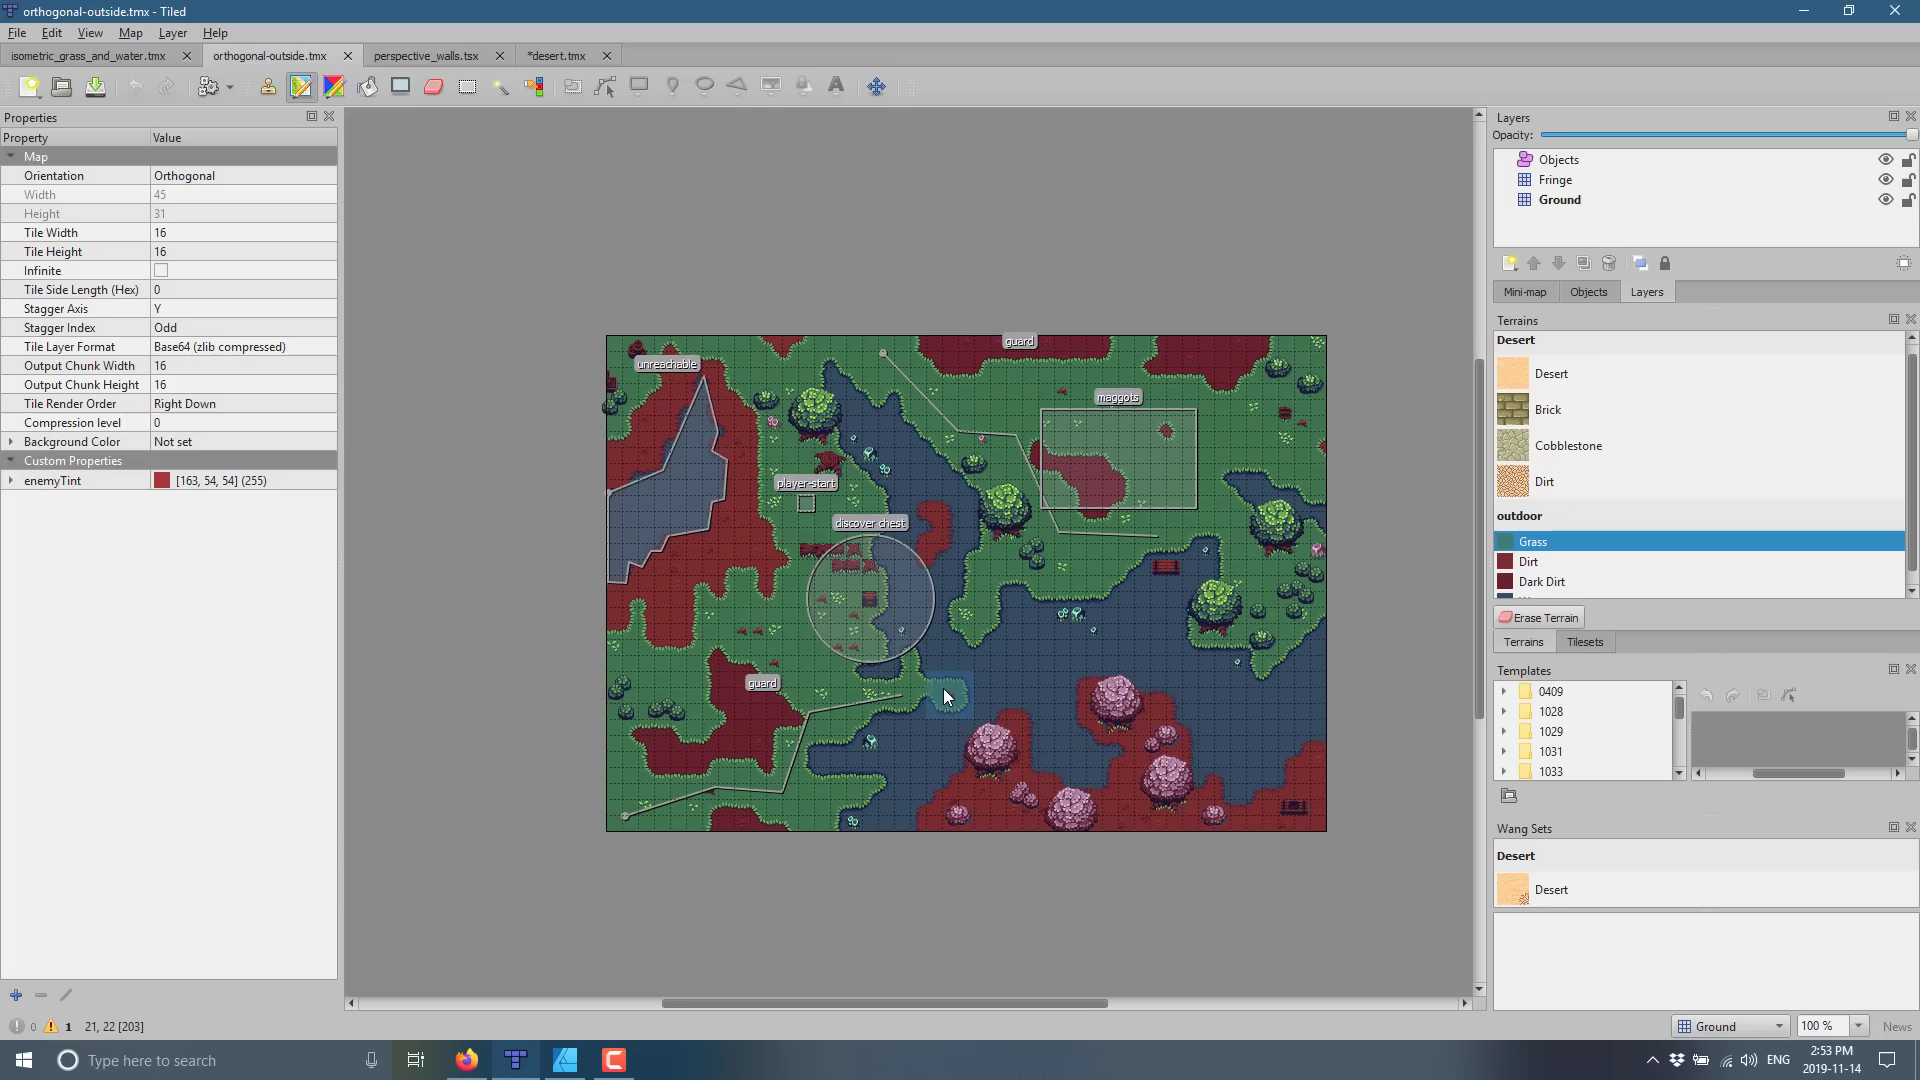 orthogonal-outside.tmx - Tiled
File Edit View Map Layer Help
isometric_grass_and_water.tmx orthogonal-outside.tmx perspective_walls.tsx *desert.tmx
Properties
Property Value
Map
Orientation Orthogonal
Width 45
Height 31
Tile Width 16
Tile Height 16
Infinite
Tile Side Length (Hex) 0
Stagger Axis Y
Stagger Index Odd
Tile Layer Format Base64 (zlib compressed)
Output Chunk Width 16
Output Chunk Height 16
Tile Render Order Right Down
Compression level 0
Background Color Not set
Custom Properties
enemyTint [163, 54, 54] (255)
guard
unreachable
maggots
player-start
discover chest
guard
Layers
Opacity:
Objects
Fringe
Ground
Mini-map Objects Layers
Terrains
Desert
Desert
Brick
Cobblestone
Dirt
outdoor
Grass
Dirt
Dark Dirt
Erase Terrain
Terrains Tilesets
Templates
0409
1028
1029
1031
1033
Wang Sets
Desert
Desert
0 1 21, 22 [203]
Ground 100 % News
Type here to search
ENG
2:53 PM
2019-11-14